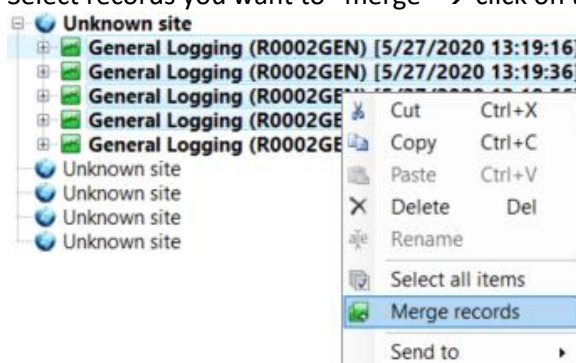 Select records you want to "merge" → click on
Unknown site
General Logging (R0002GEN) [5/27/2020 13:19:16]
General Logging (R0002GEN) [5/27/2020 13:19:36]
General Logging (R0002GE
General Logging (R0002GE
General Logging (R0002GE
Unknown site
Unknown site
Unknown site
Unknown site
Cut Ctrl+X
Copy Ctrl+C
Paste Ctrl+V
Delete Del
Rename
Select all items
Merge records
Send to